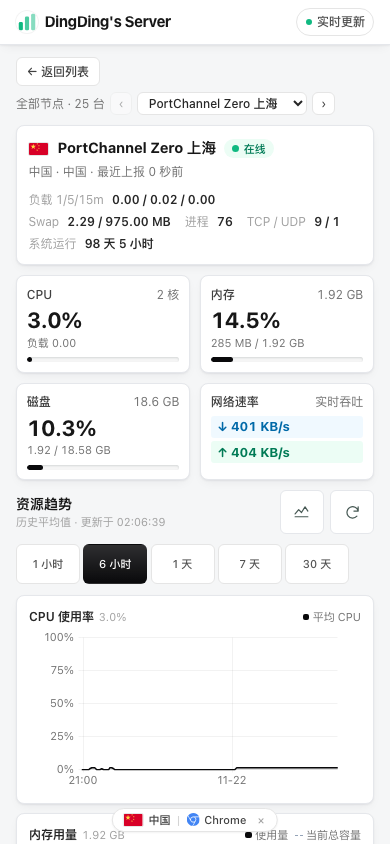 DingDing's Server
实时更新
← 返回列表
全部节点 · 25 台 ‹ PortChannel Zero 上海 ›
PortChannel Zero 上海 在线
中国 · 中国 · 最近上报 0 秒前
负载 1/5/15m 0.00 / 0.02 / 0.00
Swap 2.29 / 975.00 MB 进程 76 TCP / UDP 9 / 1
系统运行 98 天 5 小时
CPU 2 核
3.0%
负载 0.00
内存 1.92 GB
14.5%
285 MB / 1.92 GB
磁盘 18.6 GB
10.3%
1.92 / 18.58 GB
网络速率 实时吞吐
↓ 401 KB/s
↑ 404 KB/s
资源趋势
历史平均值 · 更新于 02:06:39
1 小时 6 小时 1 天 7 天 30 天
CPU 使用率 3.0% 平均 CPU
100%
75%
50%
25%
0%
21:00 11-22
中国 | Chrome ×
内存用量 1.92 GB 使用量 -- 当前总容量